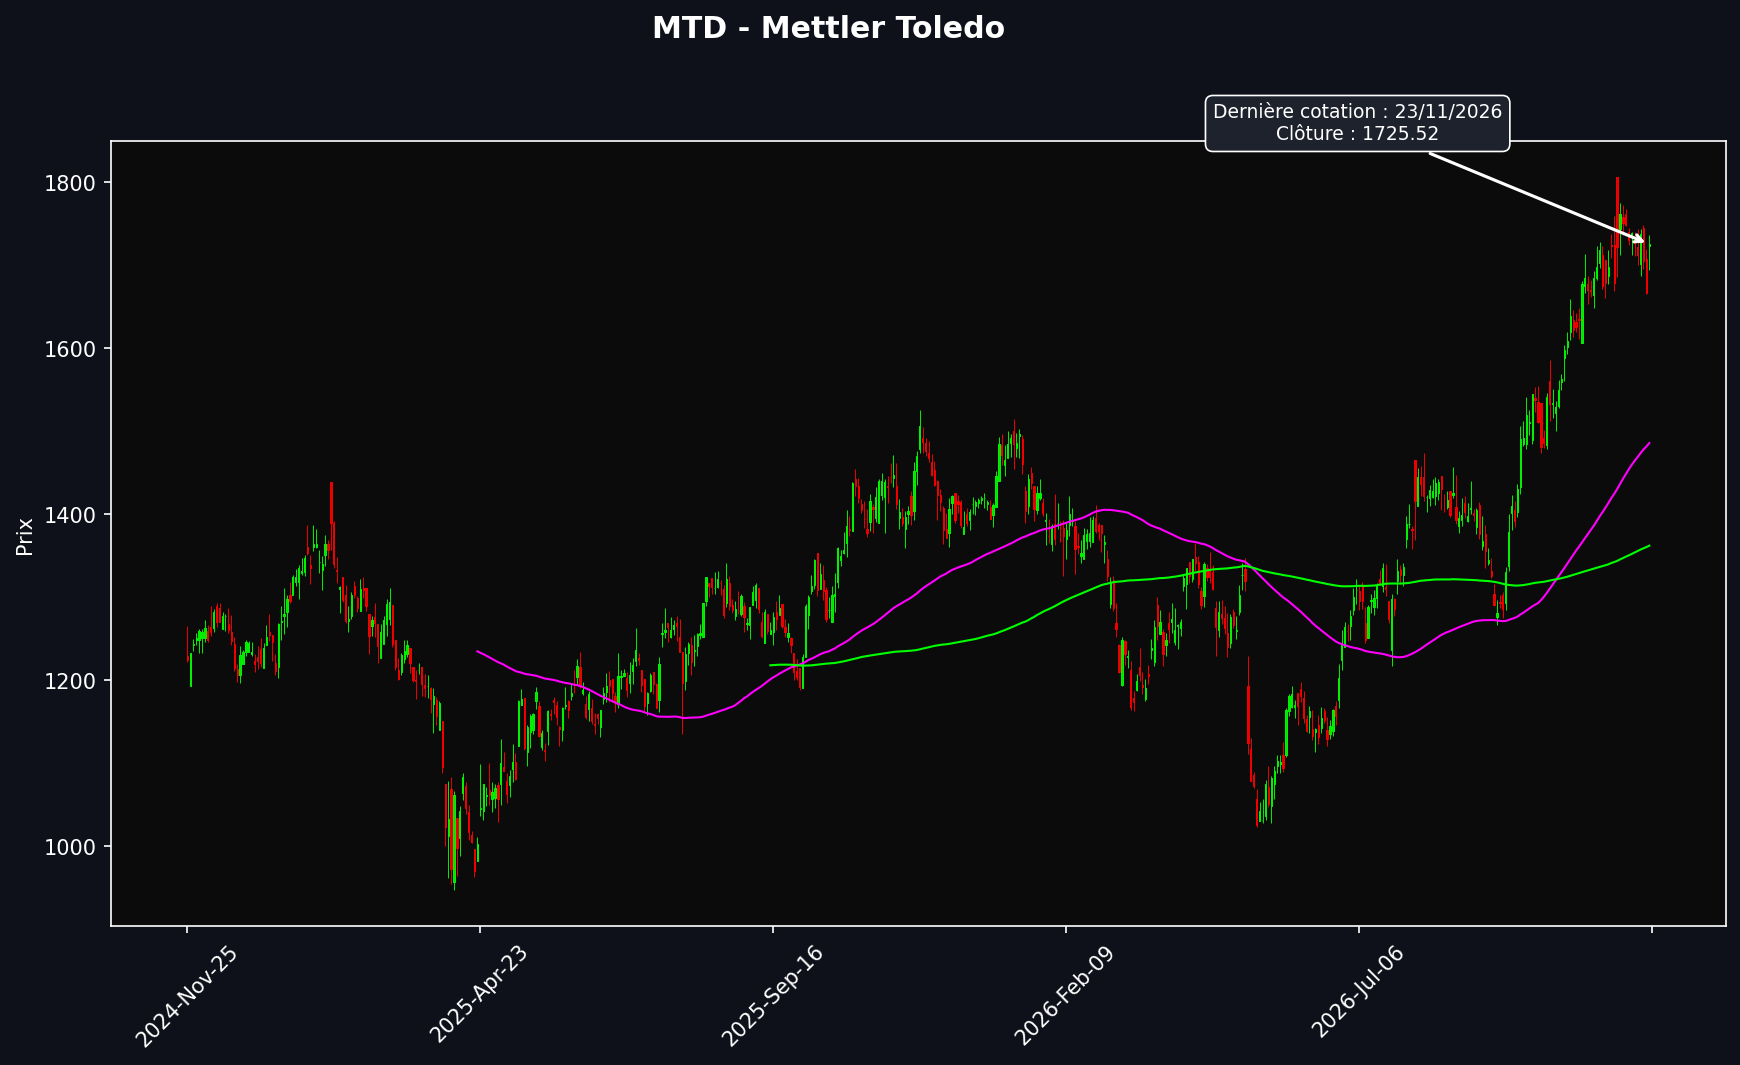 MTD - Mettler Toledo
Dernière cotation : 23/11/2026
Clôture : 1725.52
Prix
1800
1600
1400
1200
1000
2024-Nov-25
2025-Apr-23
2025-Sep-16
2026-Feb-09
2026-Jul-06